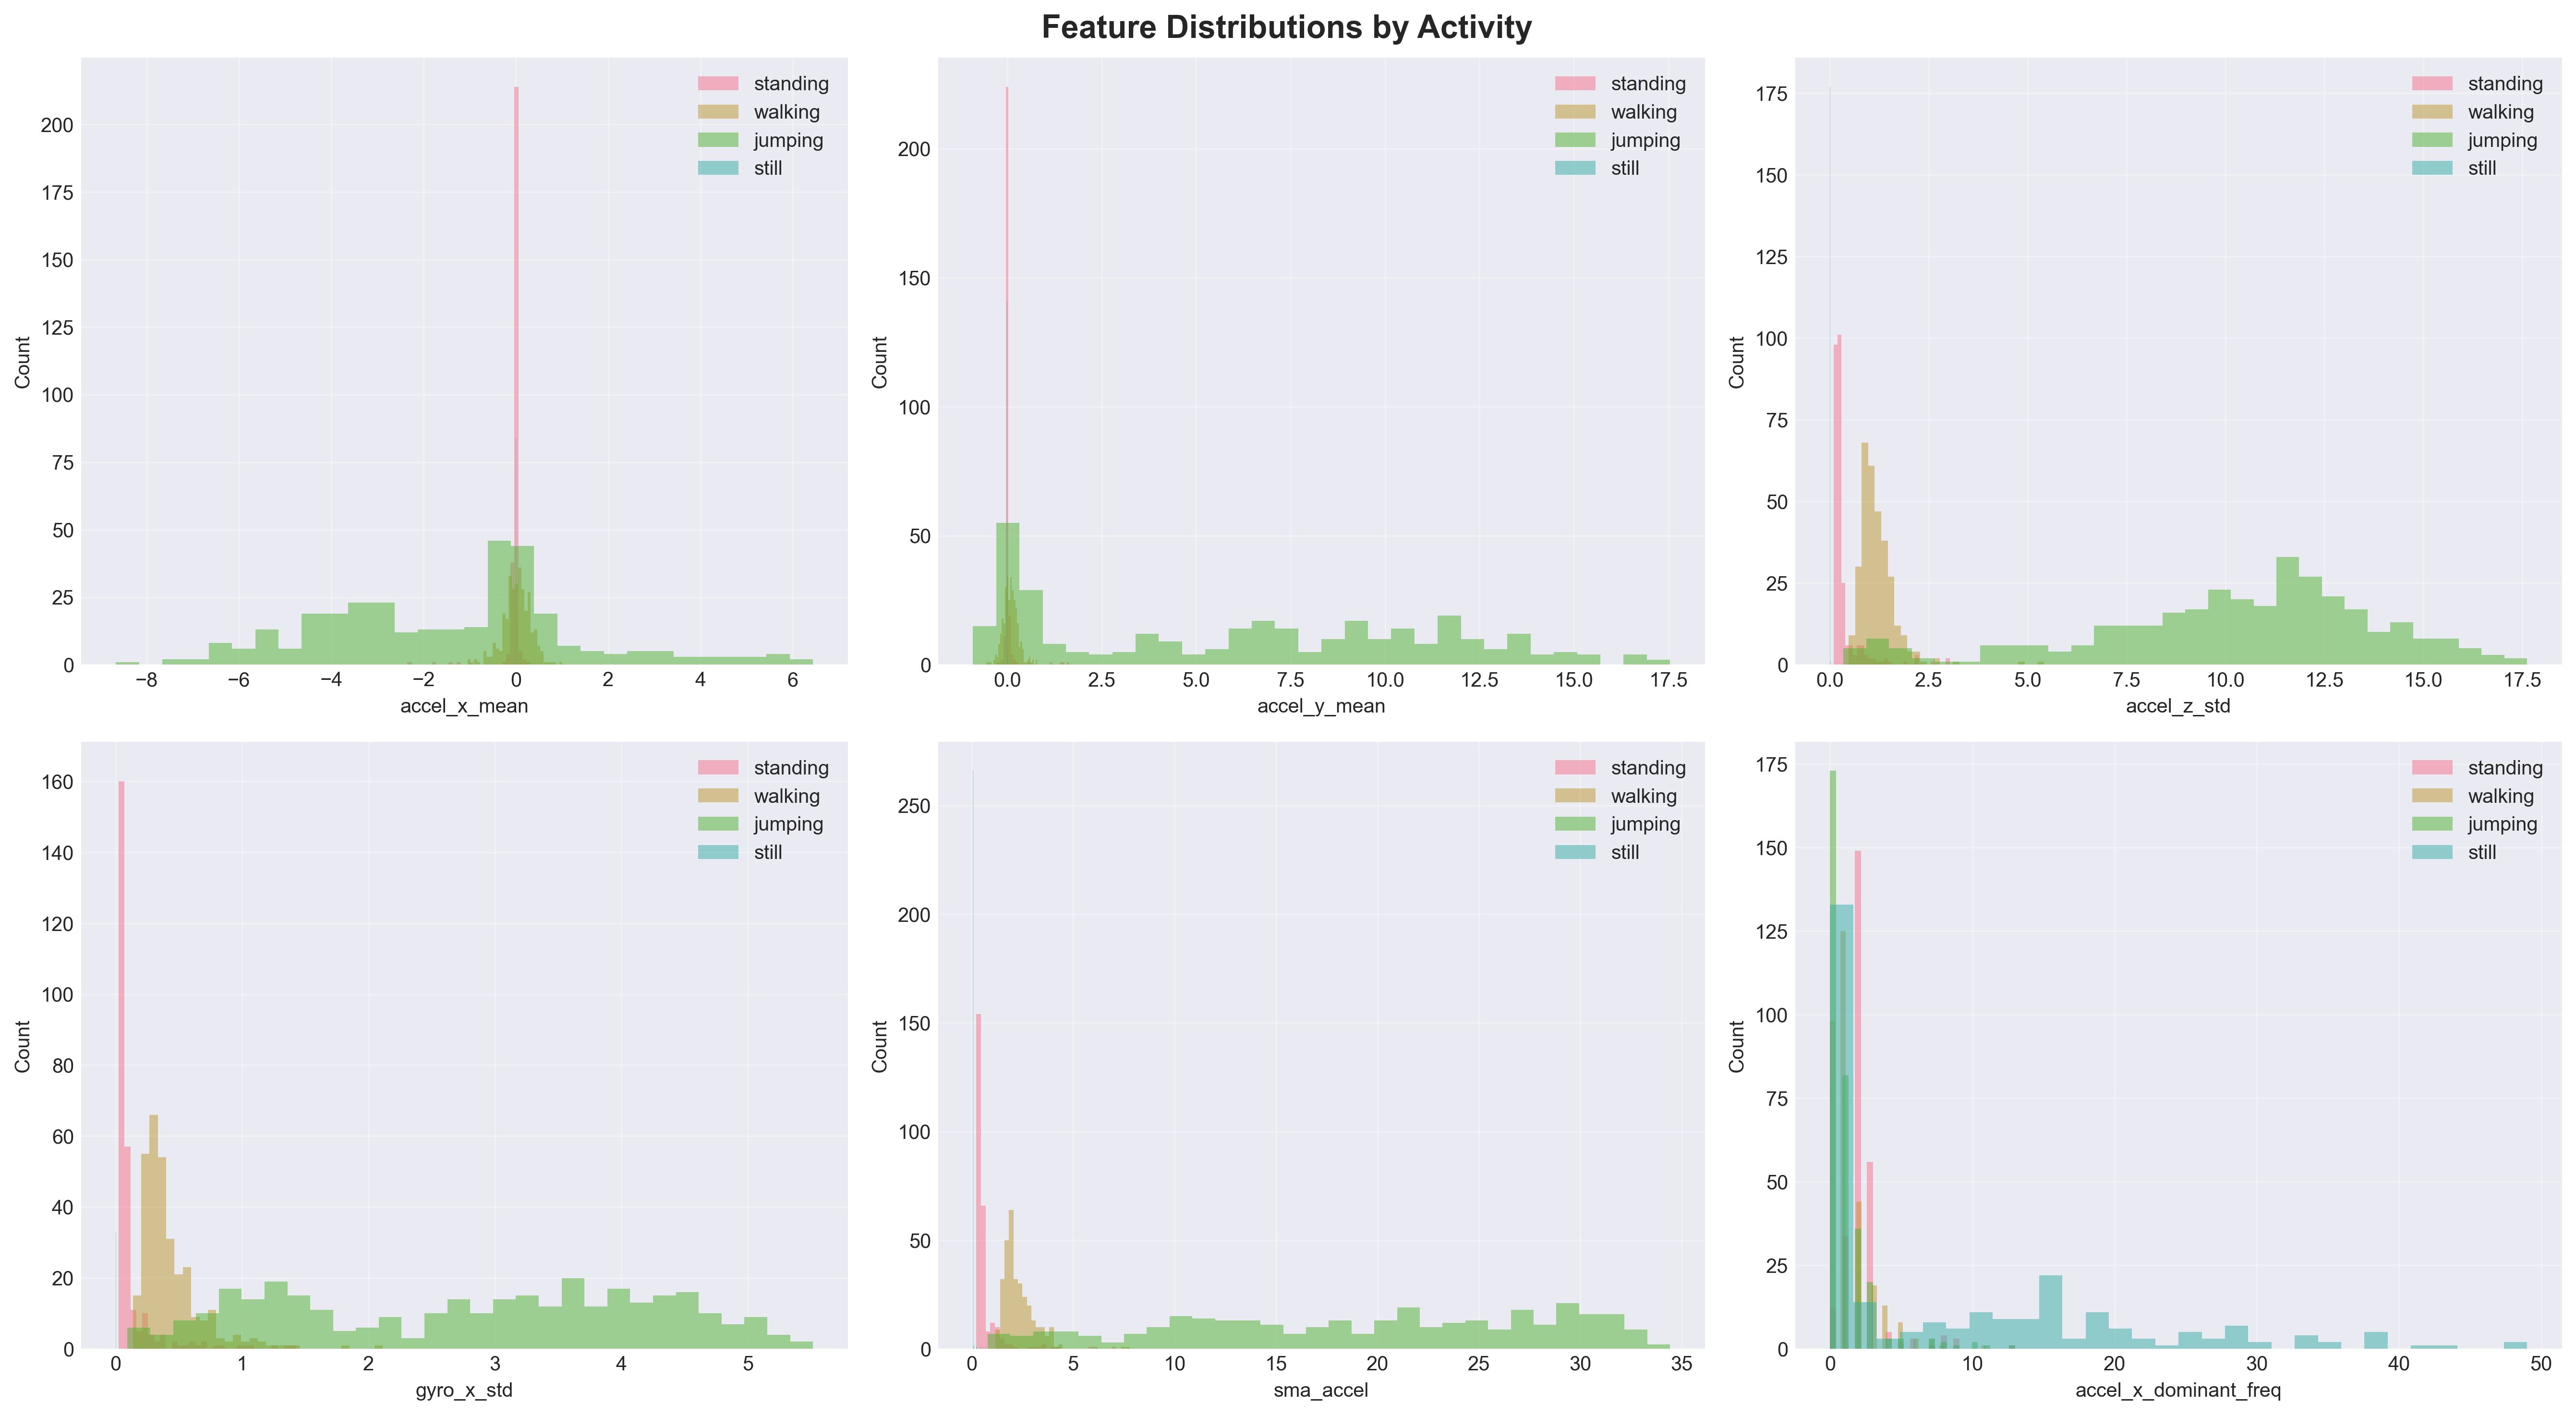 Feature Distributions by Activity
Count
200
175
150
125
100
75
50
25
0
−8
−6
−4
−2
0
2
4
6
accel_x_mean
standing
walking
jumping
still
Count
200
150
100
50
0
0.0
2.5
5.0
7.5
10.0
12.5
15.0
17.5
accel_y_mean
standing
walking
jumping
still
Count
175
150
125
100
75
50
25
0
0.0
2.5
5.0
7.5
10.0
12.5
15.0
17.5
accel_z_std
standing
walking
jumping
still
Count
160
140
120
100
80
60
40
20
0
0
1
2
3
4
5
gyro_x_std
standing
walking
jumping
still
Count
250
200
150
100
50
0
0
5
10
15
20
25
30
35
sma_accel
standing
walking
jumping
still
Count
175
150
125
100
75
50
25
0
0
10
20
30
40
50
accel_x_dominant_freq
standing
walking
jumping
still